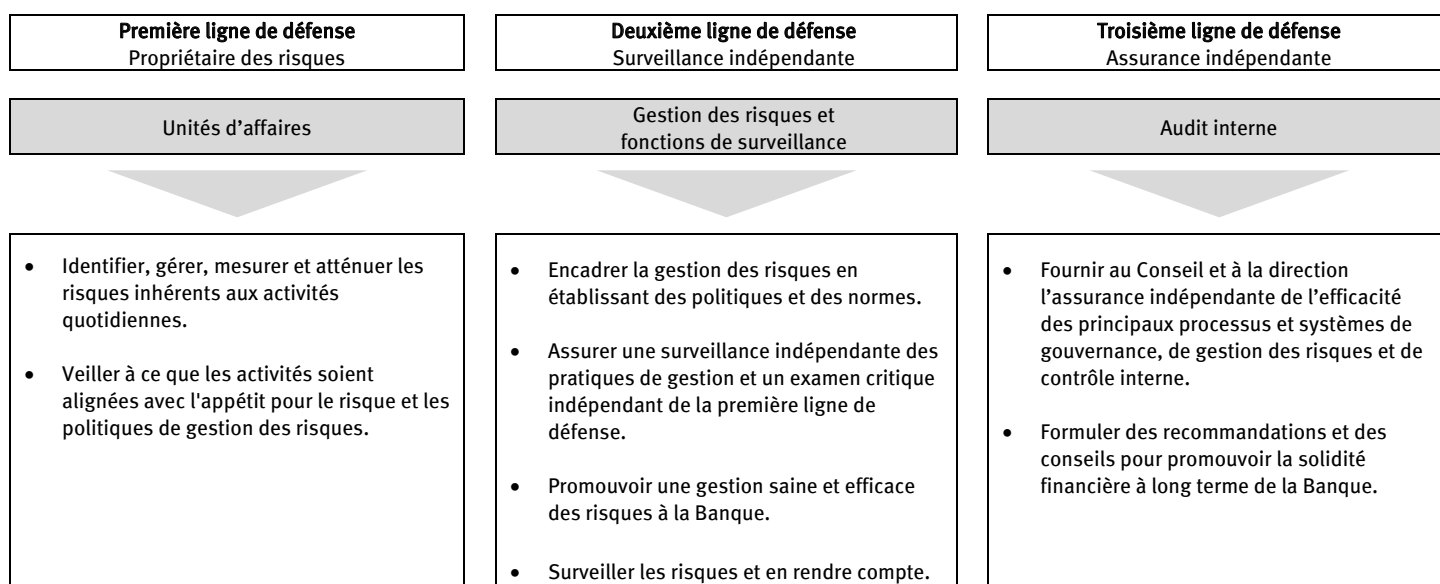 Première ligne de défense
Propriétaire des risques
Deuxième ligne de défense
Surveillance indépendante
Troisième ligne de défense
Assurance indépendante
Unités d’affaires
Gestion des risques et
fonctions de surveillance
Audit interne
• Identifier, gérer, mesurer et atténuer les
risques inhérents aux activités
quotidiennes.
• Veiller à ce que les activités soient
alignées avec l'appétit pour le risque et les
politiques de gestion des risques.
• Encadrer la gestion des risques en
établissant des politiques et des normes.
• Assurer une surveillance indépendante des
pratiques de gestion et un examen critique
indépendant de la première ligne de
défense.
• Promouvoir une gestion saine et efficace
des risques à la Banque.
• Surveiller les risques et en rendre compte.
• Fournir au Conseil et à la direction
l’assurance indépendante de l’efficacité
des principaux processus et systèmes de
gouvernance, de gestion des risques et de
contrôle interne.
• Formuler des recommandations et des
conseils pour promouvoir la solidité
financière à long terme de la Banque.